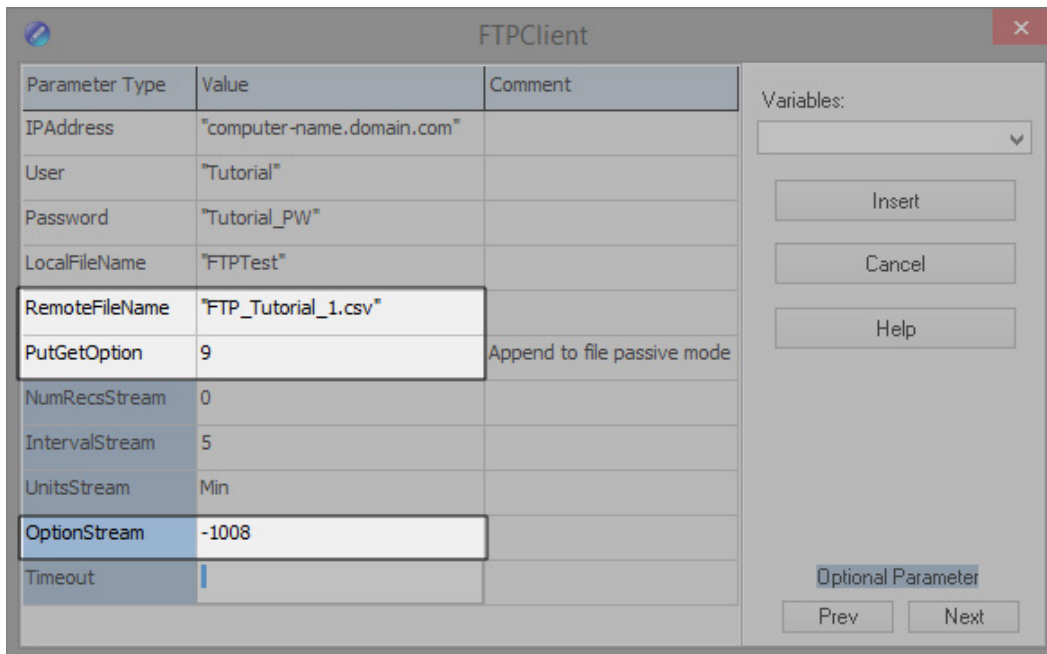 FTPClient
Parameter Type Value Comment
IPAddress "computer-name.domain.com"
User "Tutorial"
Password "Tutorial_PW"
LocalFileName "FTPTest"
RemoteFileName "FTP_Tutorial_1.csv"
PutGetOption 9 Append to file passive mode
NumRecsStream 0
IntervalStream 5
UnitsStream Min
OptionStream -1008
Timeout
Variables:
Insert
Cancel
Help
Optional Parameter
Prev Next